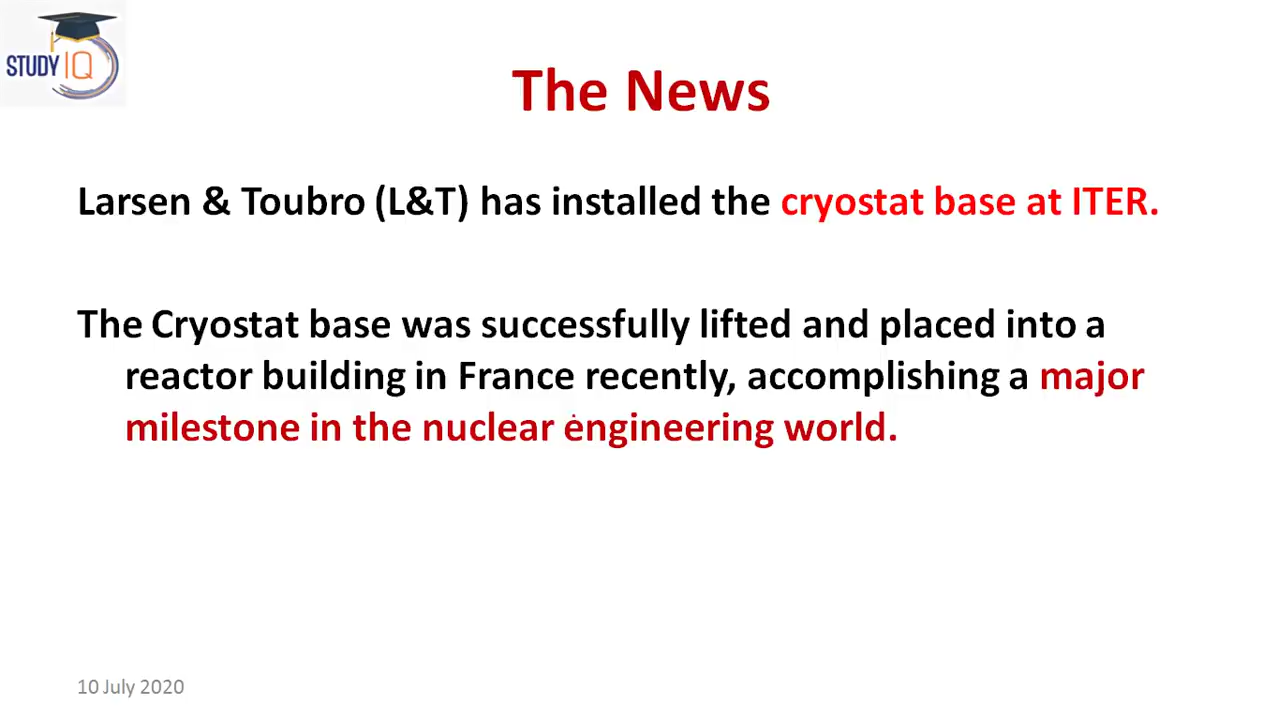 STUDY IQ
The News
Larsen & Toubro (L&T) has installed the cryostat base at ITER.
The Cryostat base was successfully lifted and placed into a
reactor building in France recently, accomplishing a major
milestone in the nuclear engineering world.
10 July 2020